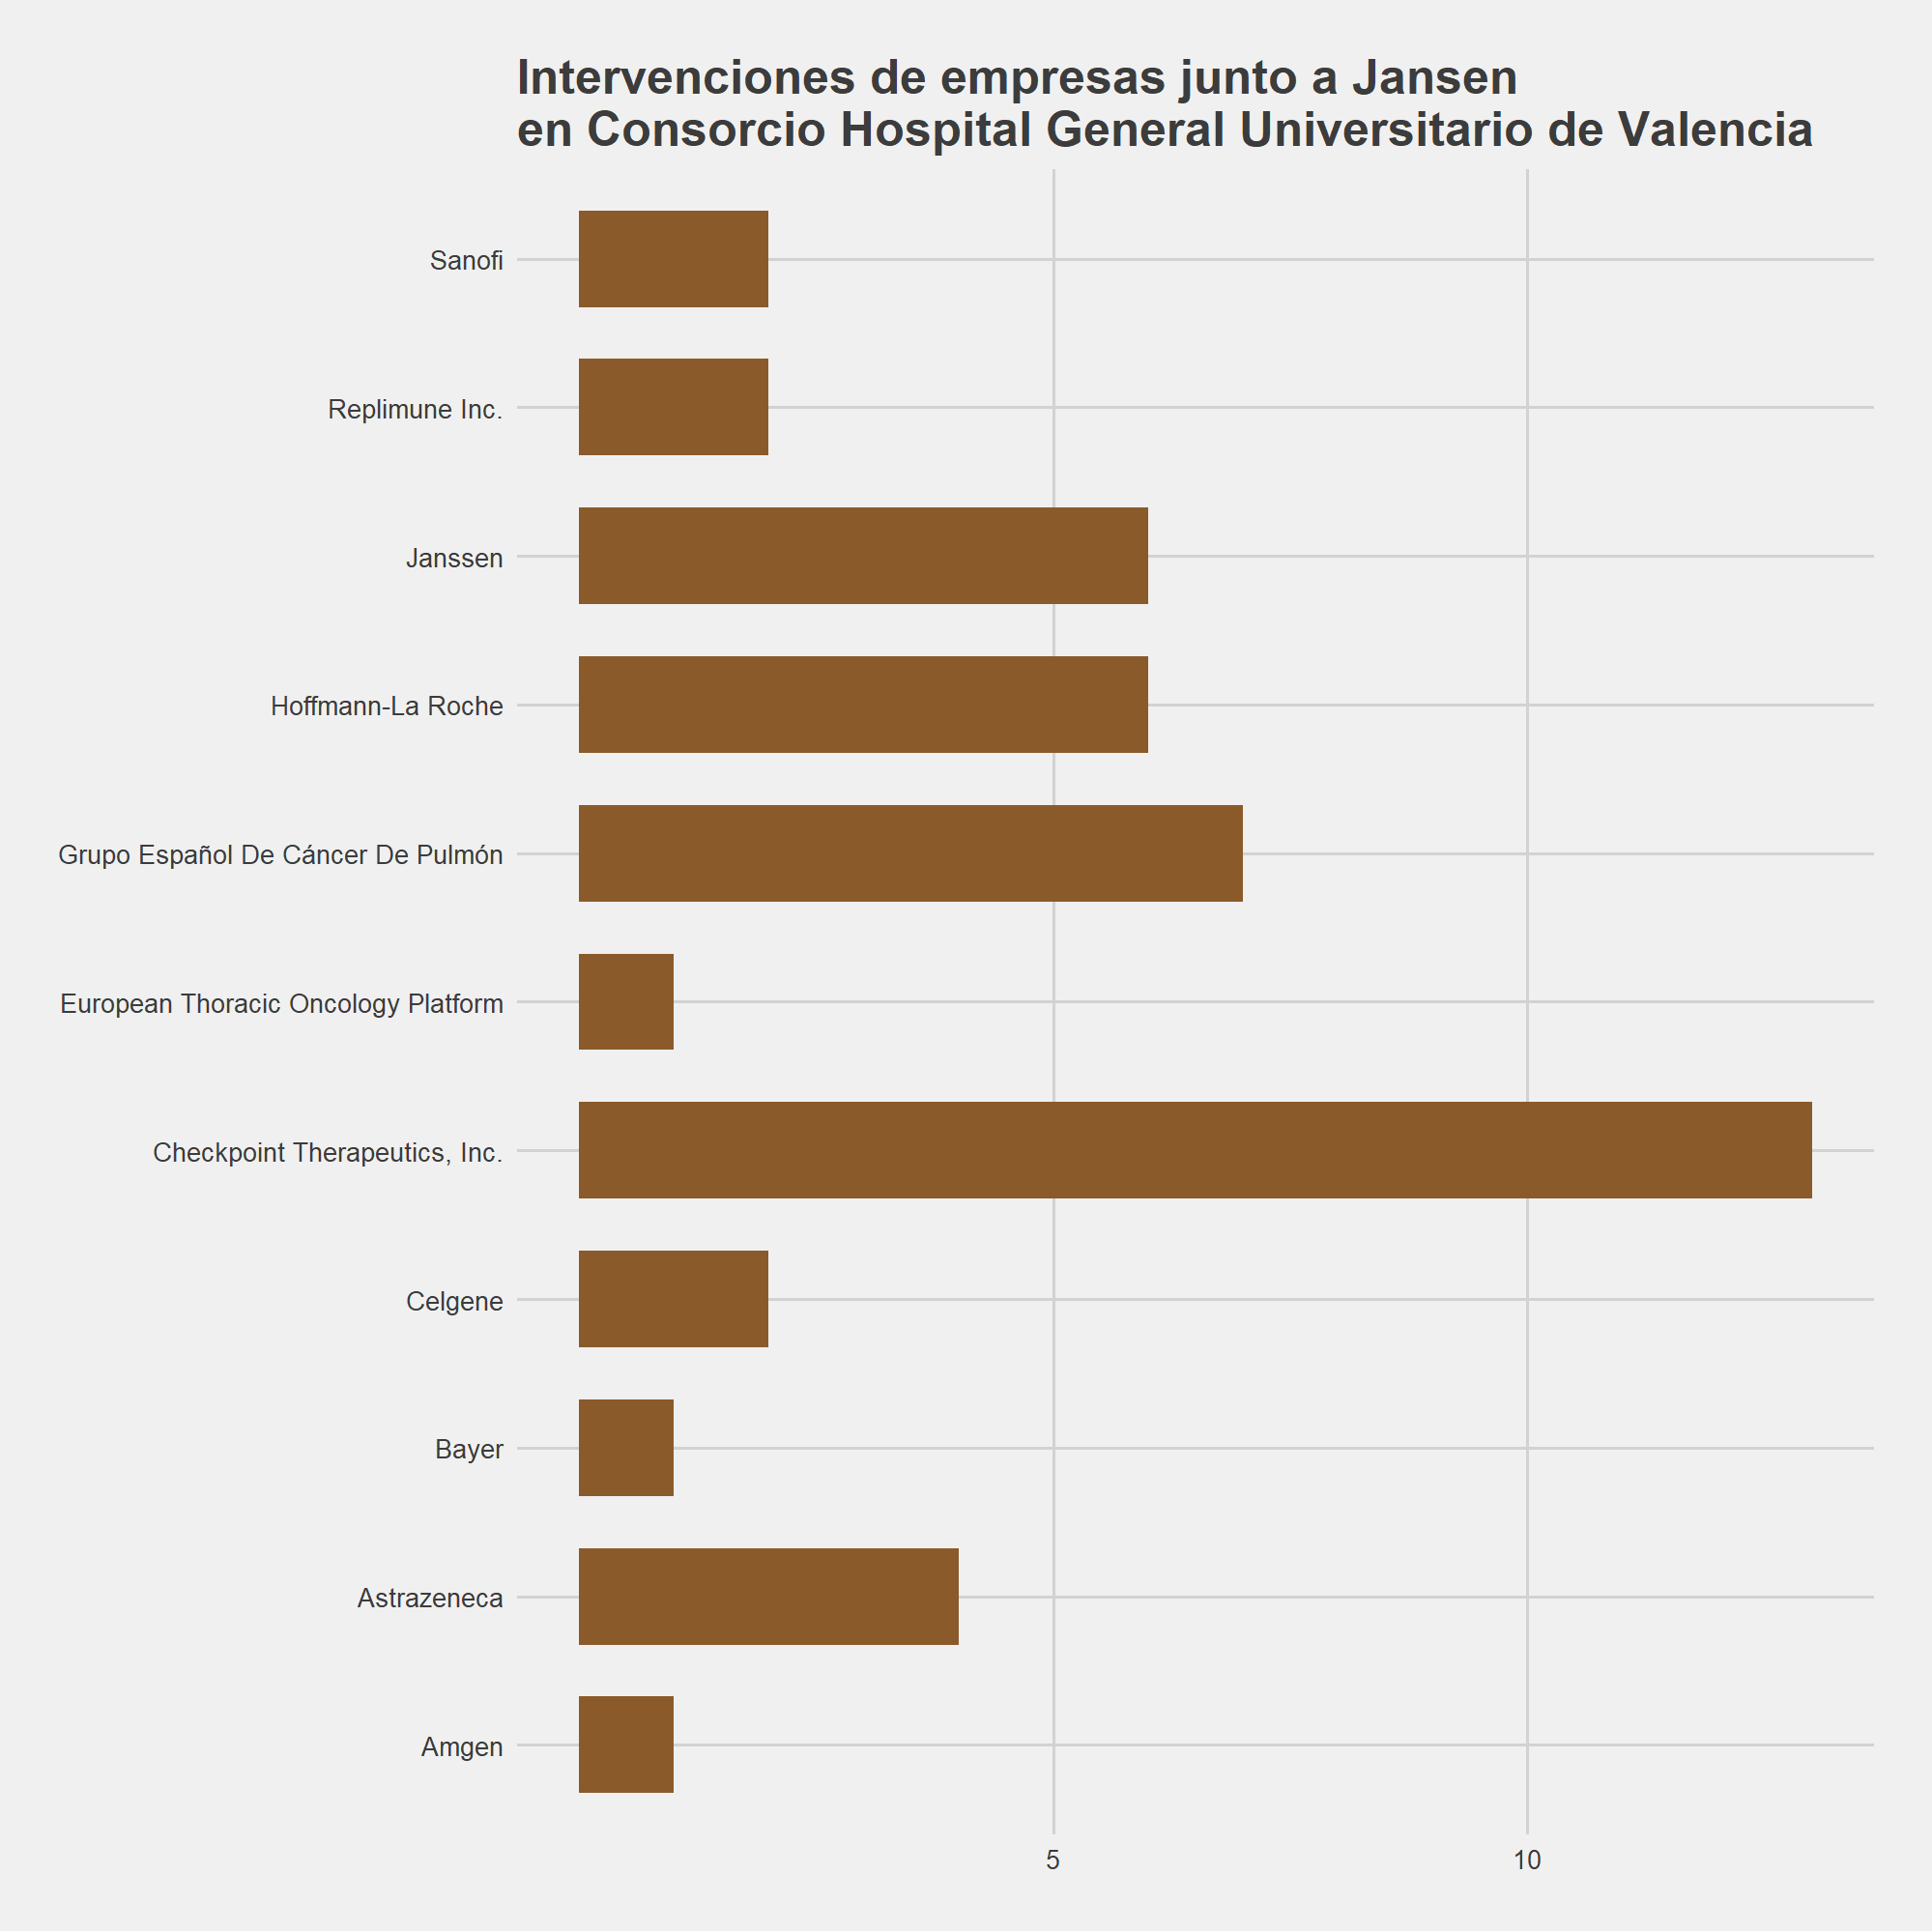 Intervenciones de empresas junto a Jansen
en Consorcio Hospital General Universitario de Valencia
Sanofi
Replimune Inc.
Janssen
Hoffmann-La Roche
Grupo Español De Cáncer De Pulmón
European Thoracic Oncology Platform
Checkpoint Therapeutics, Inc.
Celgene
Bayer
Astrazeneca
Amgen
5 10